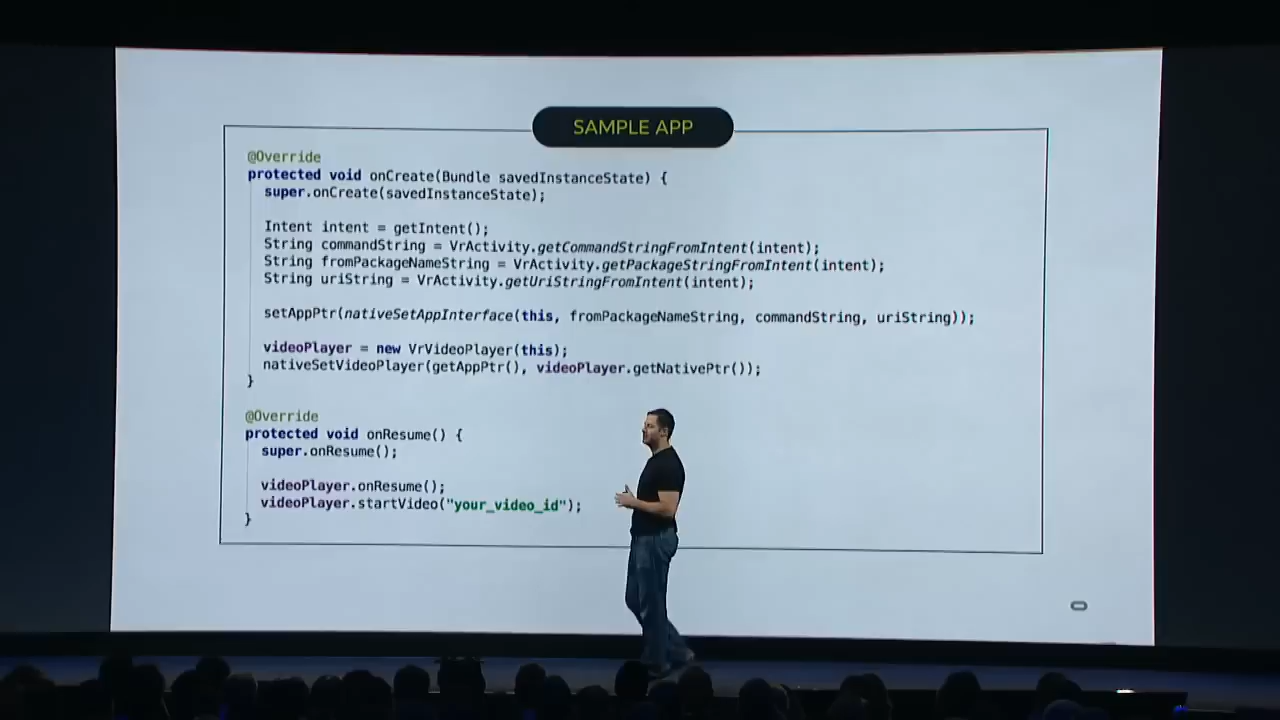 SAMPLE APP
@Override
protected void onCreate(Bundle savedInstanceState) {
super.onCreate(savedInstanceState);
Intent intent = getIntent();
String commandString = VrActivity.getCommandStringFromIntent(intent);
String fromPackageNameString = VrActivity.getPackageStringFromIntent(intent);
String uriString = VrActivity.getUriStringFromIntent(intent);
setAppPtr(nativeSetAppInterface(this, fromPackageNameString, commandString, uriString));
videoPlayer = new VrVideoPlayer(this);
nativeSetVideoPlayer(getAppPtr(), videoPlayer.getNativePtr());
}
@Override
protected void onResume() {
super.onResume();
videoPlayer.onResume();
videoPlayer.startVideo("your_video_id");
}